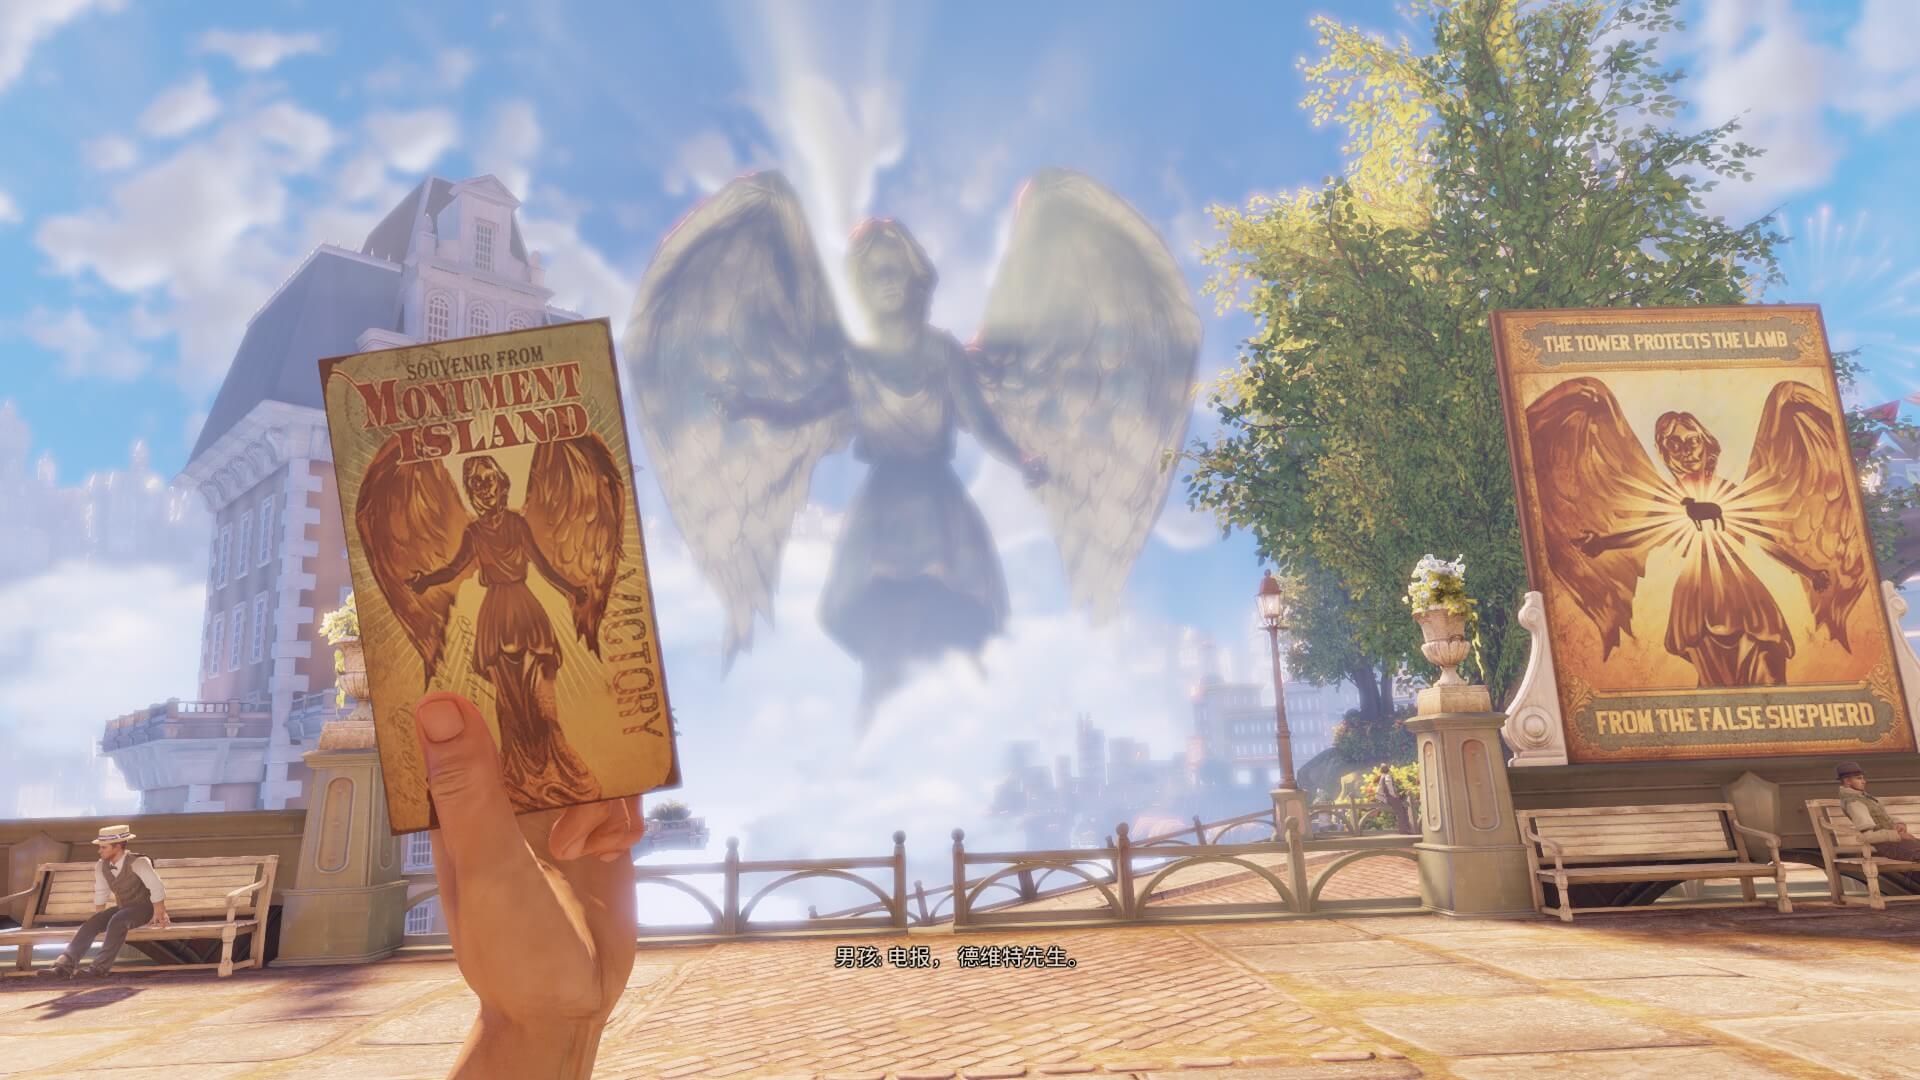 SOUVENIR FROM
MONUMENT
ISLAND
VICTORY
THE TOWER PROTECTS THE LAMB
FROM THE FALSE SHEPHERD
男孩: 电报， 德维特先生。